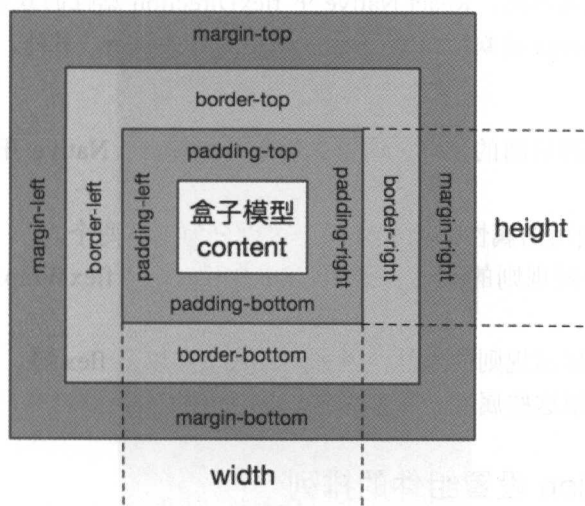 margin-top
border-top
padding-top
margin-left
border-left
padding-left
盒子模型
content
padding-right
border-right
margin-right
height
padding-bottom
border-bottom
margin-bottom
width